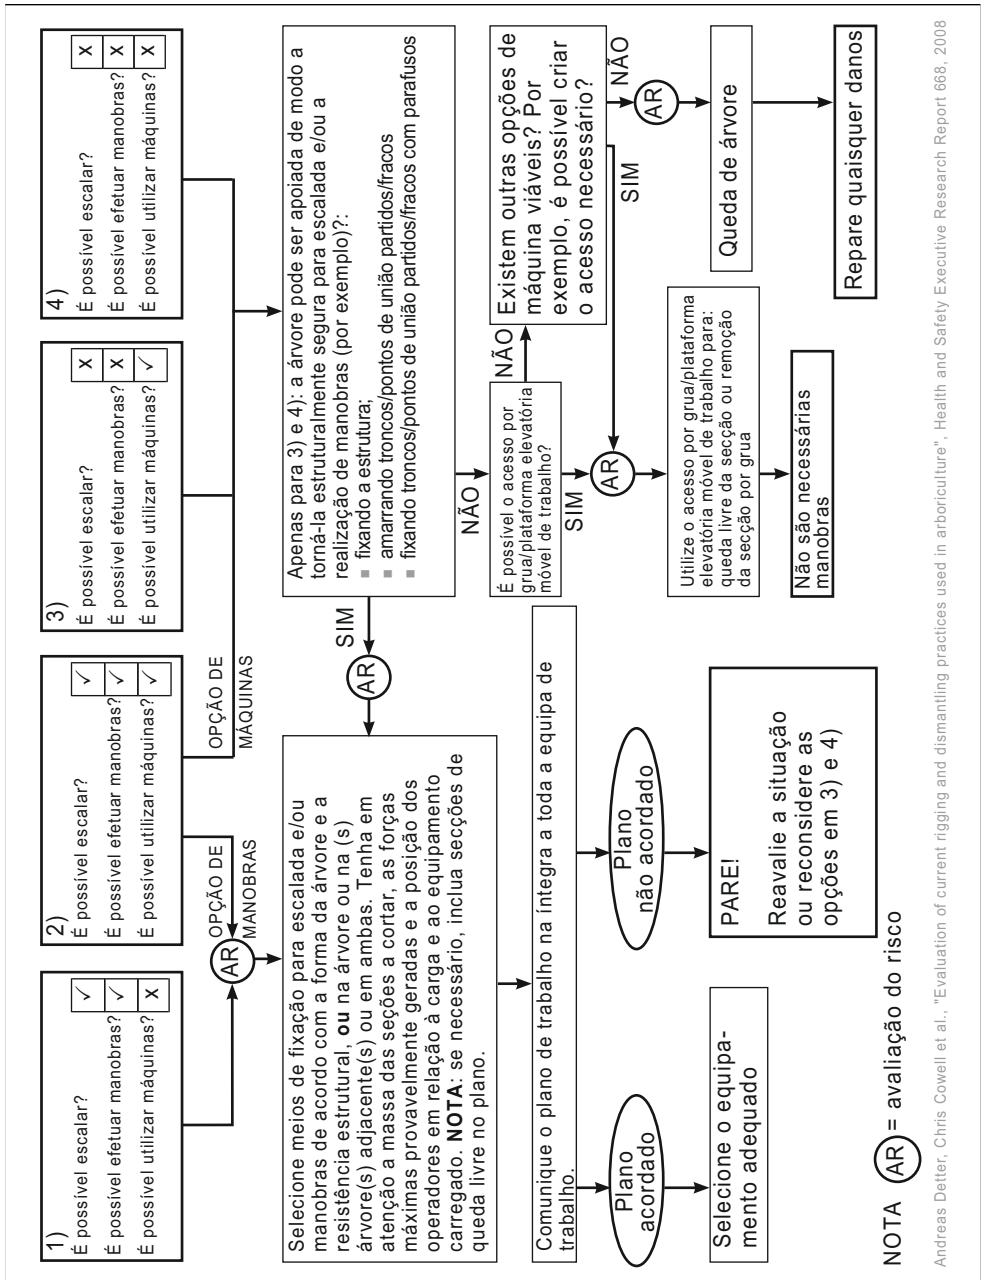 1)
É possível escalar? ✓
É possível efetuar manobras? ✓
É possível utilizar máquinas? X
2)
É possível escalar? ✓
É possível efetuar manobras? ✓
É possível utilizar máquinas? ✓
3)
É possível escalar? X
É possível efetuar manobras? X
É possível utilizar máquinas? ✓
4)
É possível escalar? X
É possível efetuar manobras? X
É possível utilizar máquinas? X
AR
OPÇÃO DE
MANOBRAS
OPÇÃO DE
MÁQUINAS
Selecione meios de fixação para escalada e/ou
manobras de acordo com a forma da árvore e a
resistência estrutural, ou na árvore ou na (s)
árvore(s) adjacente(s) ou em ambas. Tenha em
atenção a massa das seções a cortar, as forças
máximas provavelmente geradas e a posição dos
operadores em relação à carga e ao equipamento
carregado. NOTA: se necessário, inclua secções de
queda livre no plano.
AR
SIM
Apenas para 3) e 4): a árvore pode ser apoiada de modo a
torná-la estruturalmente segura para escalada e/ou a
realização de manobras (por exemplo)?:
■ fixando a estrutura;
■ amarrando troncos/pontos de união partidos/fracos
■ fixando troncos/pontos de união partidos/fracos com parafusos
NÃO
É possível o acesso por
grua/plataforma elevatória
móvel de trabalho?
NÃO
Existem outras opções de
máquina viáveis? Por
exemplo, é possível criar
o acesso necessário?
SIM
AR
SIM
NÃO
AR
Utilize o acesso por grua/plataforma
elevatória móvel de trabalho para:
queda livre da secção ou remoção
da secção por grua
Queda de árvore
Não são necessárias
manobras
Repare quaisquer danos
Comunique o plano de trabalho na íntegra a toda a equipa de
trabalho.
Plano
acordado
Plano
não acordado
Selecione o equipa-
mento adequado
PARE!
Reavalie a situação
ou reconsidere as
opções em 3) e 4)
NOTA AR = avaliação do risco
Andreas Detter, Chris Cowell et al., "Evaluation of current rigging and dismantling practices used in arboriculture", Health and Safety Executive Research Report 668, 2008